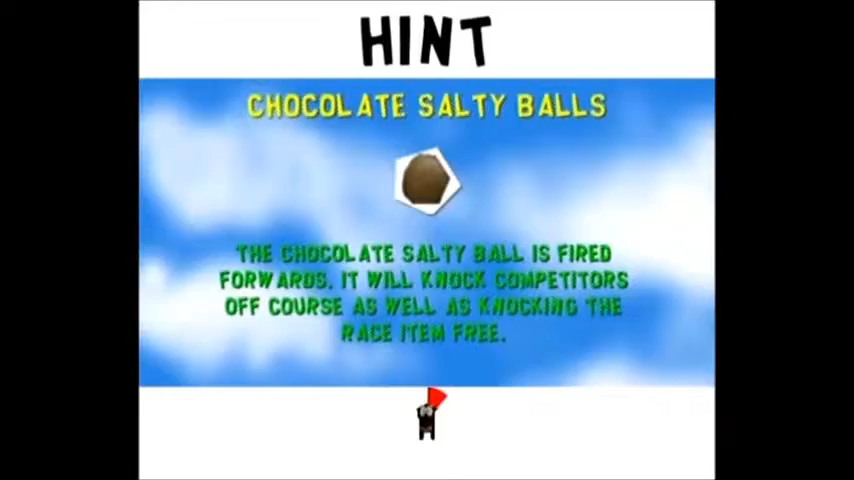 HINT
CHOCOLATE SALTY BALLS
THE CHOCOLATE SALTY BALL IS FIRED
FORWARDS. IT WILL KNOCK COMPETITORS
OFF COURSE AS WELL AS KNOCKING THE
RACE ITEM FREE.